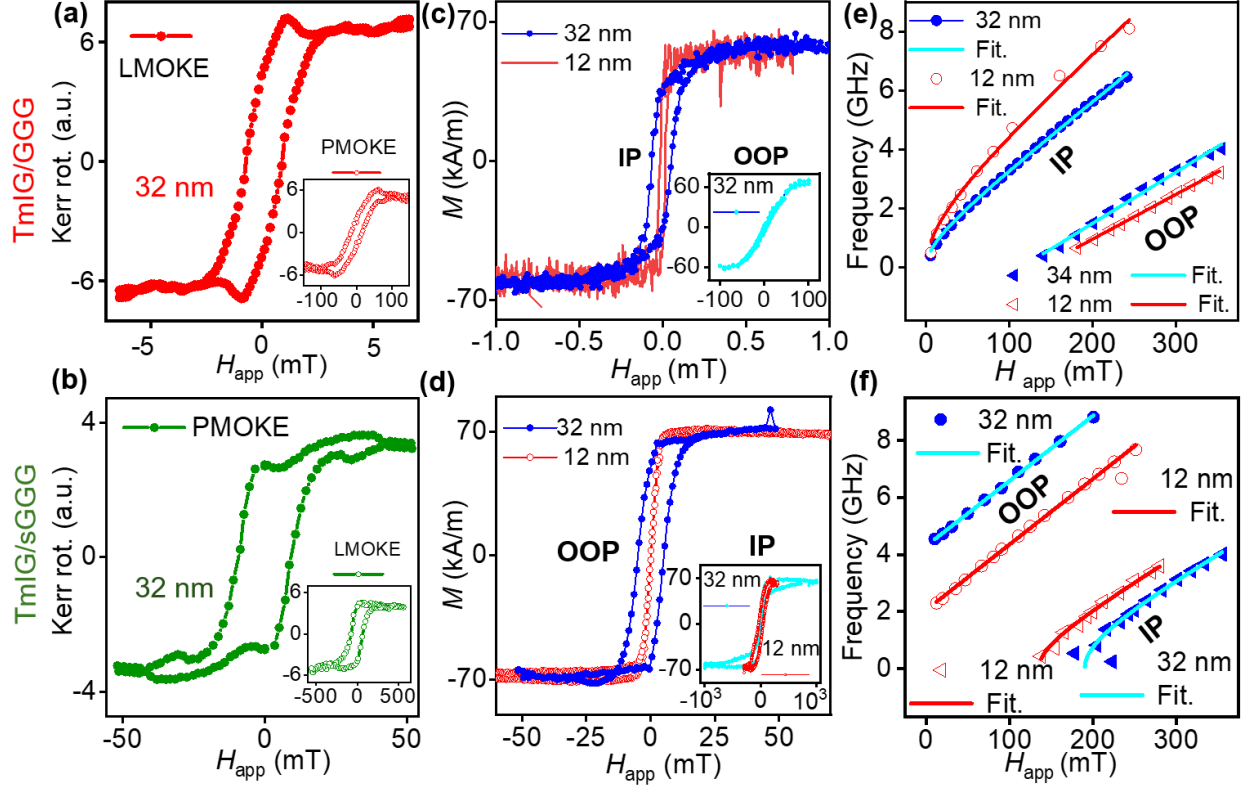 (a)
TmIG/GGG
Kerr rot. (a.u.)
6
0
-6
LMOKE
32 nm
PMOKE
6
0
-6
-100
0
100
-5
0
5
Happ (mT)
(b)
TmIG/sGGG
Kerr rot. (a.u.)
4
0
-4
PMOKE
32 nm
LMOKE
6
0
-6
-5000
0
5000
-50
0
50
Happ (mT)
(c)
M (kA/m))
70
0
-70
32 nm
12 nm
IP
OOP
32 nm
60
0
-60
-100
0
100
-1.0
-0.5
0.0
0.5
1.0
Happ (mT)
(d)
M (kA/m)
70
0
-70
32 nm
12 nm
OOP
IP
70
0
-70
32 nm
12 nm
-10³
0
10³
-50
-25
0
25
50
Happ (mT)
(e)
Frequency (GHz)
8
6
4
2
0
32 nm
Fit.
12 nm
Fit.
IP
OOP
34 nm
Fit.
12 nm
Fit.
0
100
200
300
Happ (mT)
(f)
Frequency (GHz)
8
6
4
2
0
32 nm
Fit.
OOP
12 nm
Fit.
IP
12 nm
Fit.
32 nm
Fit.
0
100
200
300
Happ (mT)